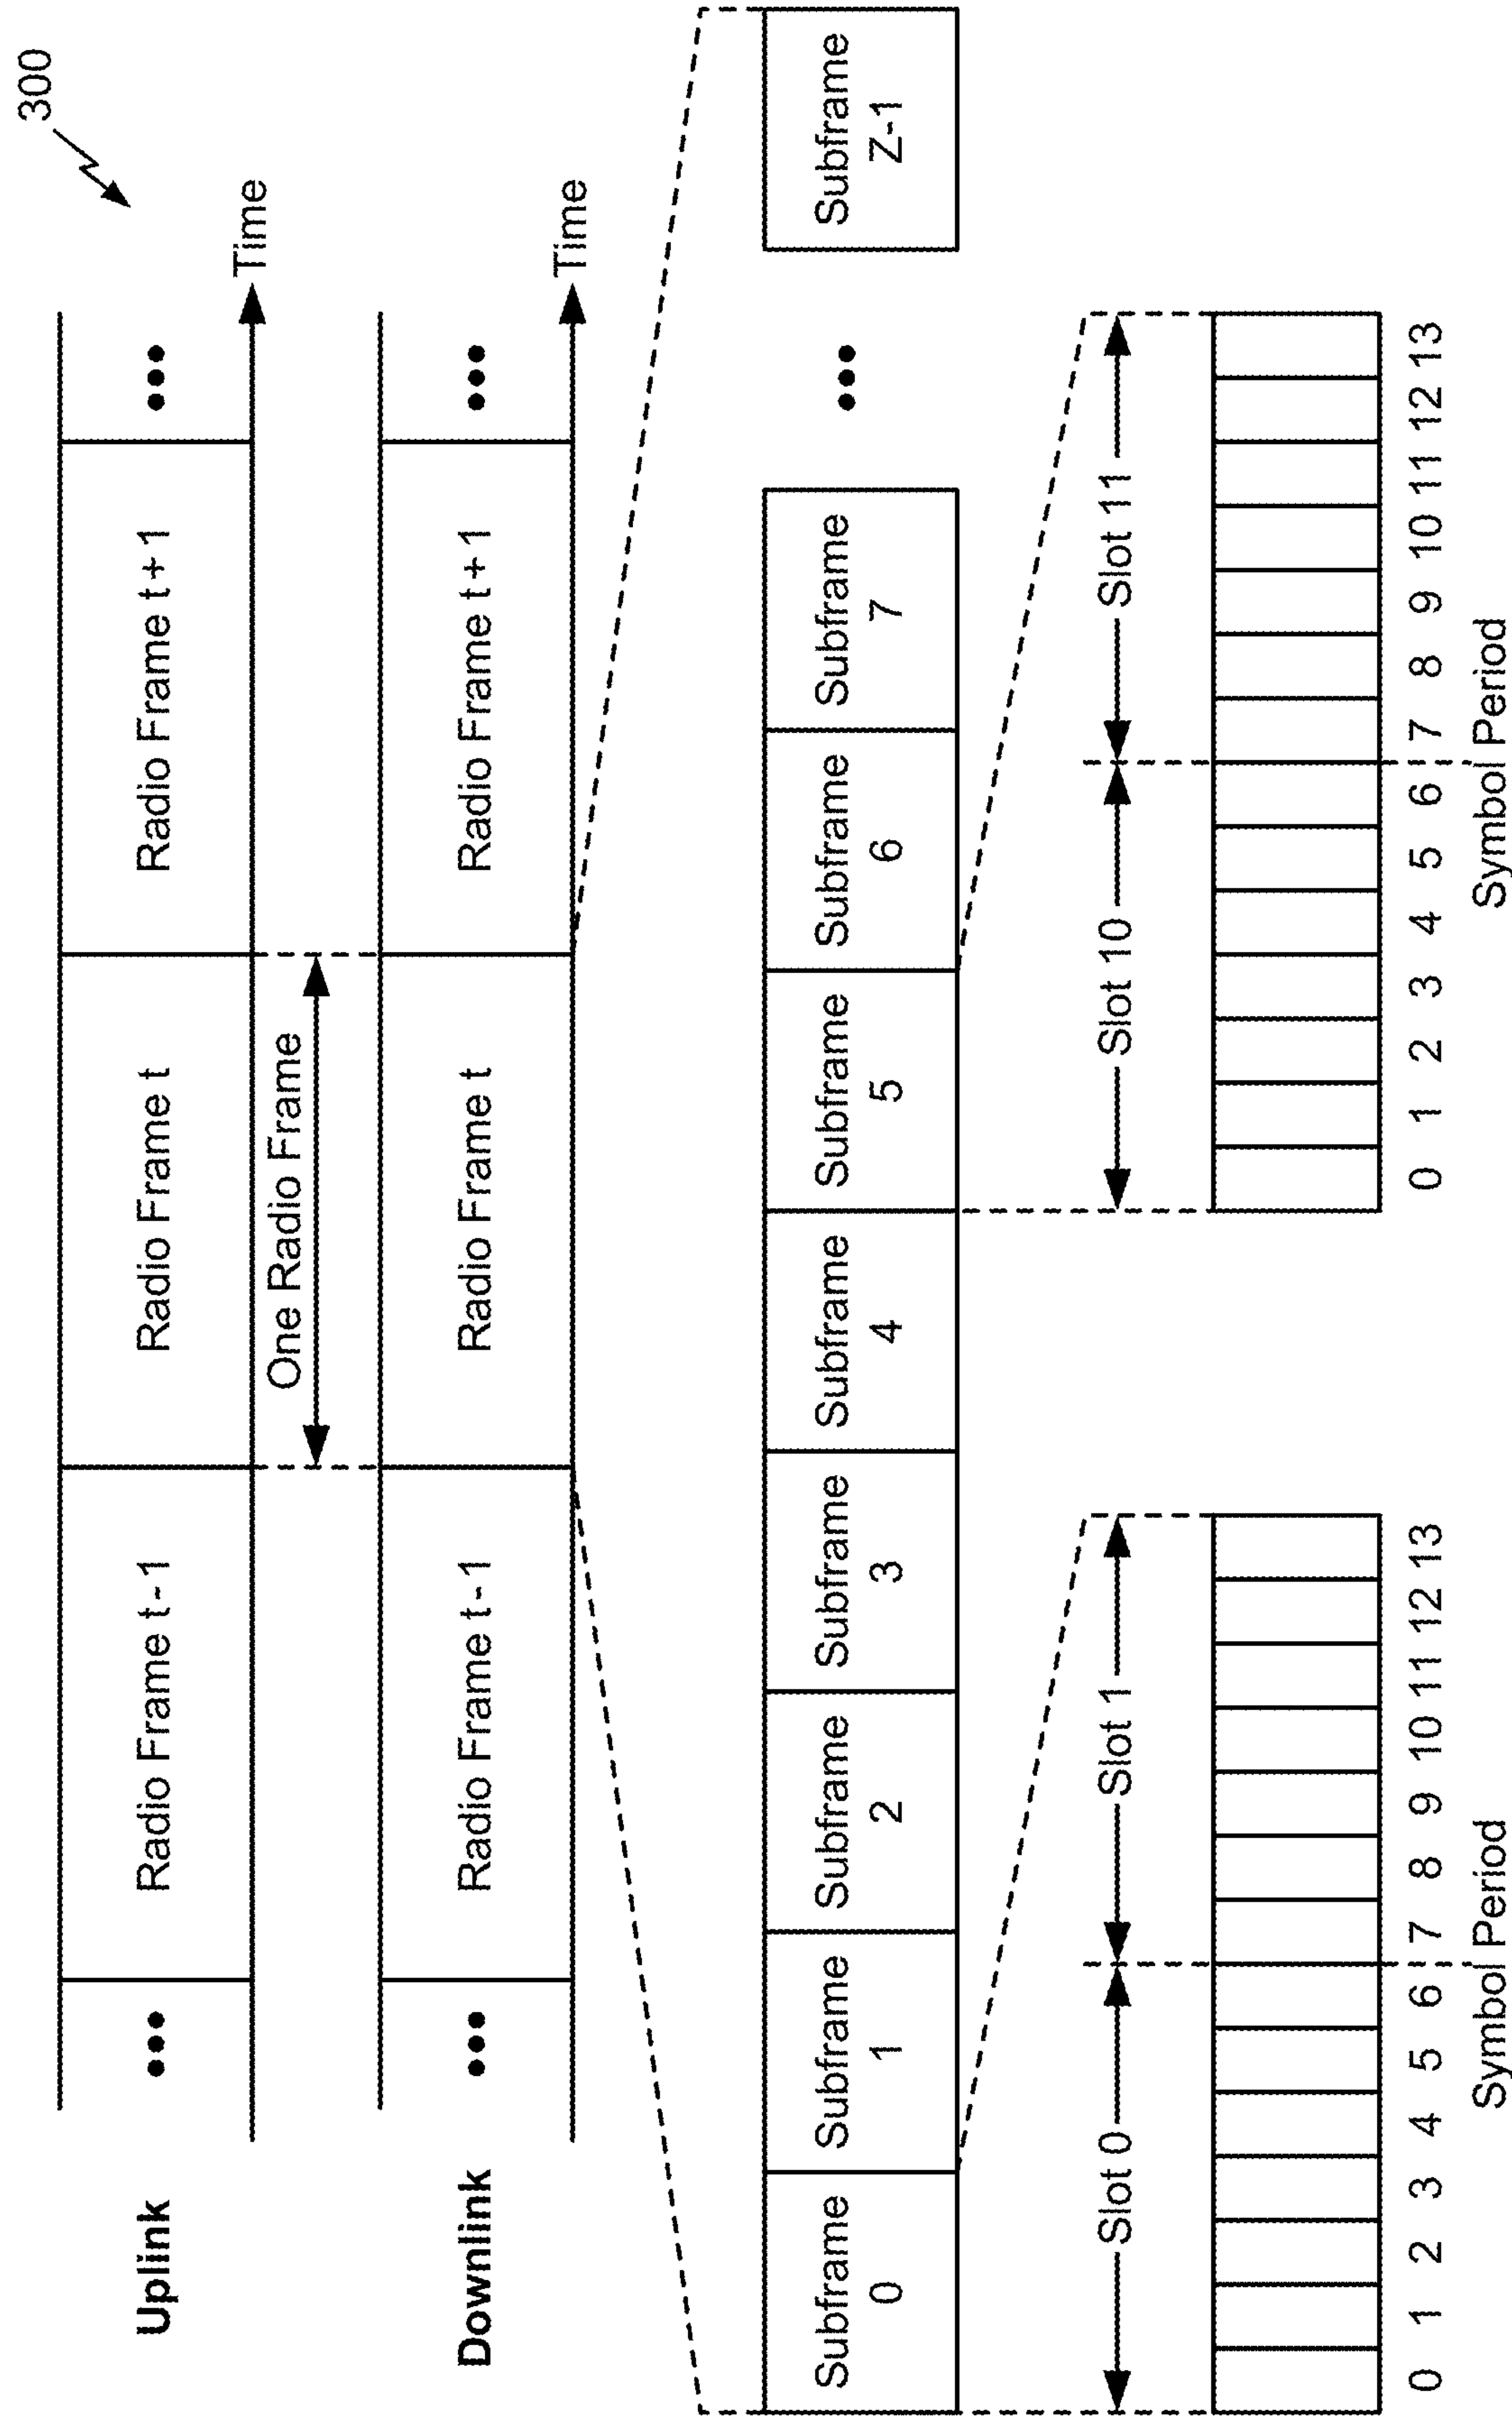 300
Uplink
••• Radio Frame t-1 Radio Frame t Radio Frame t+1 •••
Time
One Radio Frame
Downlink
••• Radio Frame t-1 Radio Frame t Radio Frame t+1 •••
Time
Subframe 0
Subframe 1
Subframe 2
Subframe 3
Subframe 4
Subframe 5
Subframe 6
Subframe 7
•••
Subframe Z-1
Slot 0 Slot 1
Slot 10 Slot 11
0 1 2 3 4 5 6 7 8 9 10 11 12 13
Symbol Period
0 1 2 3 4 5 6 7 8 9 10 11 12 13
Symbol Period